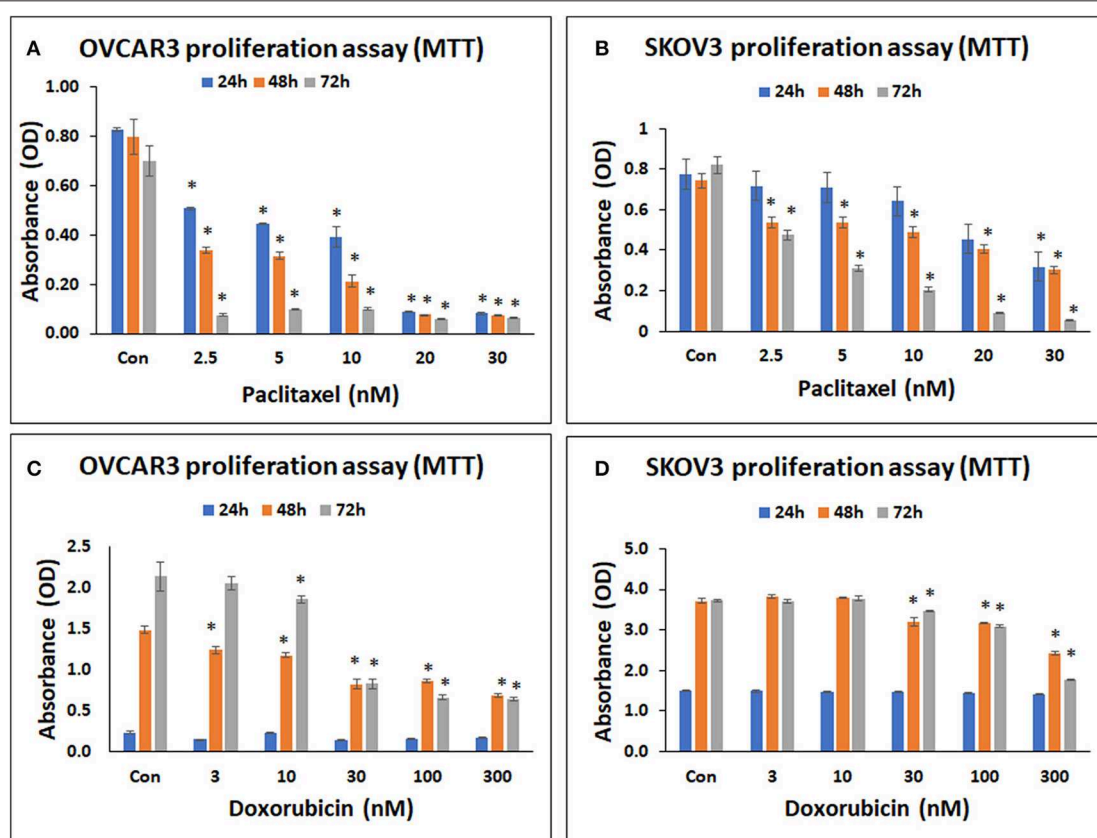 A OVCAR3 proliferation assay (MTT)
24h 48h 72h
Absorbance (OD)
1.00
0.80
0.60
0.40
0.20
0.00
* * * * * * * * * * * * * * *
Con 2.5 5 10 20 30
Paclitaxel (nM)
B SKOV3 proliferation assay (MTT)
24h 48h 72h
Absorbance (OD)
1
0.8
0.6
0.4
0.2
0
* * * * * * * * * * *
Con 2.5 5 10 20 30
Paclitaxel (nM)
C OVCAR3 proliferation assay (MTT)
24h 48h 72h
Absorbance (OD)
2.5
2.0
1.5
1.0
0.5
0.0
* * * * * * * * *
Con 3 10 30 100 300
Doxorubicin (nM)
D SKOV3 proliferation assay (MTT)
24h 48h 72h
Absorbance (OD)
5.0
4.0
3.0
2.0
1.0
0.0
* * * * * *
Con 3 10 30 100 300
Doxorubicin (nM)